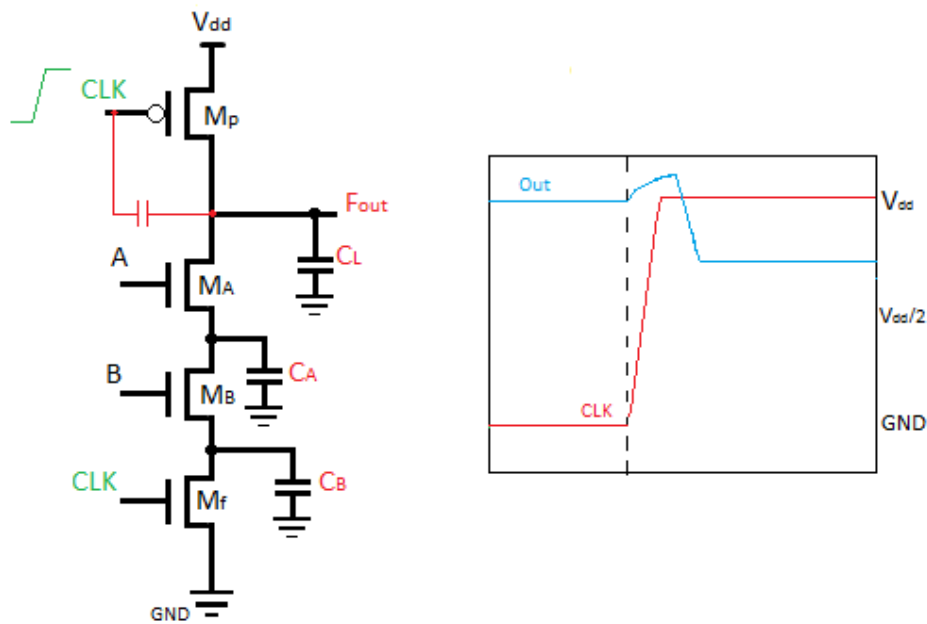 Vdd
CLK
Mp
Fout
CL
A
MA
CA
B
MB
CLK
Mf
CB
GND
Out
Vdd
Vdd/2
CLK
GND